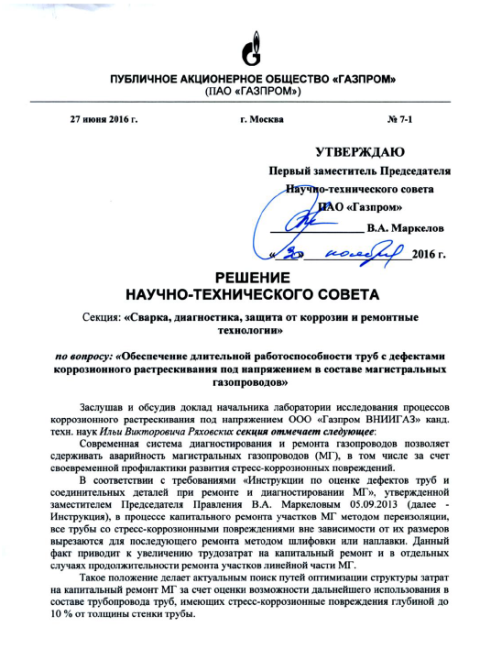 ПУБЛИЧНОЕ АКЦИОНЕРНОЕ ОБЩЕСТВО «ГАЗПРОМ»
(ПАО «ГАЗПРОМ»)
27 июня 2016 г. г. Москва № 7-1
УТВЕРЖДАЮ
Первый заместитель Председателя
Научно-технического совета
ПАО «Газпром»
В.А. Маркелов
«30» ноября 2016 г.
РЕШЕНИЕ
НАУЧНО-ТЕХНИЧЕСКОГО СОВЕТА
Секция: «Сварка, диагностика, защита от коррозии и ремонтные
технологии»
по вопросу: «Обеспечение длительной работоспособности труб с дефектами
коррозионного растрескивания под напряжением в составе магистральных
газопроводов»
Заслушав и обсудив доклад начальника лаборатории исследования процессов
коррозионного растрескивания под напряжением ООО «Газпром ВНИИГАЗ» канд.
техн. наук Ильи Викторовича Ряховских секция отмечает следующее:
Современная система диагностирования и ремонта газопроводов позволяет
сдерживать аварийность магистральных газопроводов (МГ), в том числе за счет
своевременной профилактики развития стресс-коррозионных повреждений.
В соответствии с требованиями «Инструкции по оценке дефектов труб и
соединительных деталей при ремонте и диагностировании МГ», утвержденной
заместителем Председателя Правления В.А. Маркеловым 05.09.2013 (далее -
Инструкция), в процессе капитального ремонта участков МГ методом переизоляции,
все трубы со стресс-коррозионными повреждениями вне зависимости от их размеров
вырезаются для последующего ремонта методом шлифовки или наплавки. Данный
факт приводит к увеличению трудозатрат на капитальный ремонт и в отдельных
случаях продолжительности ремонта участков линейной части МГ.
Такое положение делает актуальным поиск путей оптимизации структуры затрат
на капитальный ремонт МГ за счет оценки возможности дальнейшего использования в
составе трубопровода труб, имеющих стресс-коррозионные повреждения глубиной до
10 % от толщины стенки трубы.